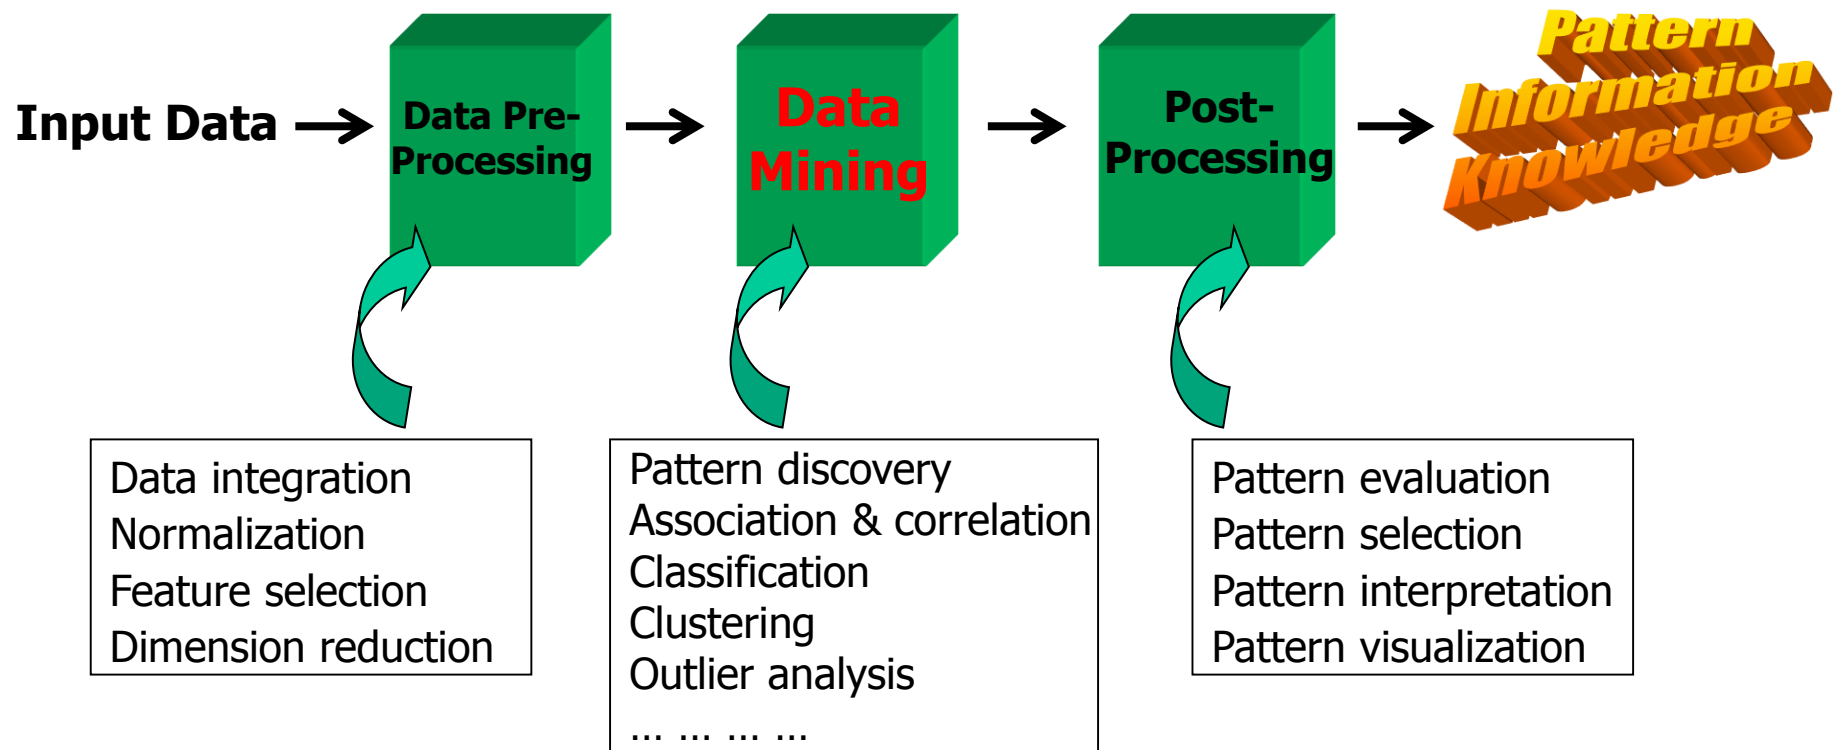 Input Data
Data Pre-
Processing
Data
Mining
Post-
Processing
Pattern
Information
Knowledge
Data integration
Normalization
Feature selection
Dimension reduction
Pattern discovery
Association & correlation
Classification
Clustering
Outlier analysis
… … … …
Pattern evaluation
Pattern selection
Pattern interpretation
Pattern visualization